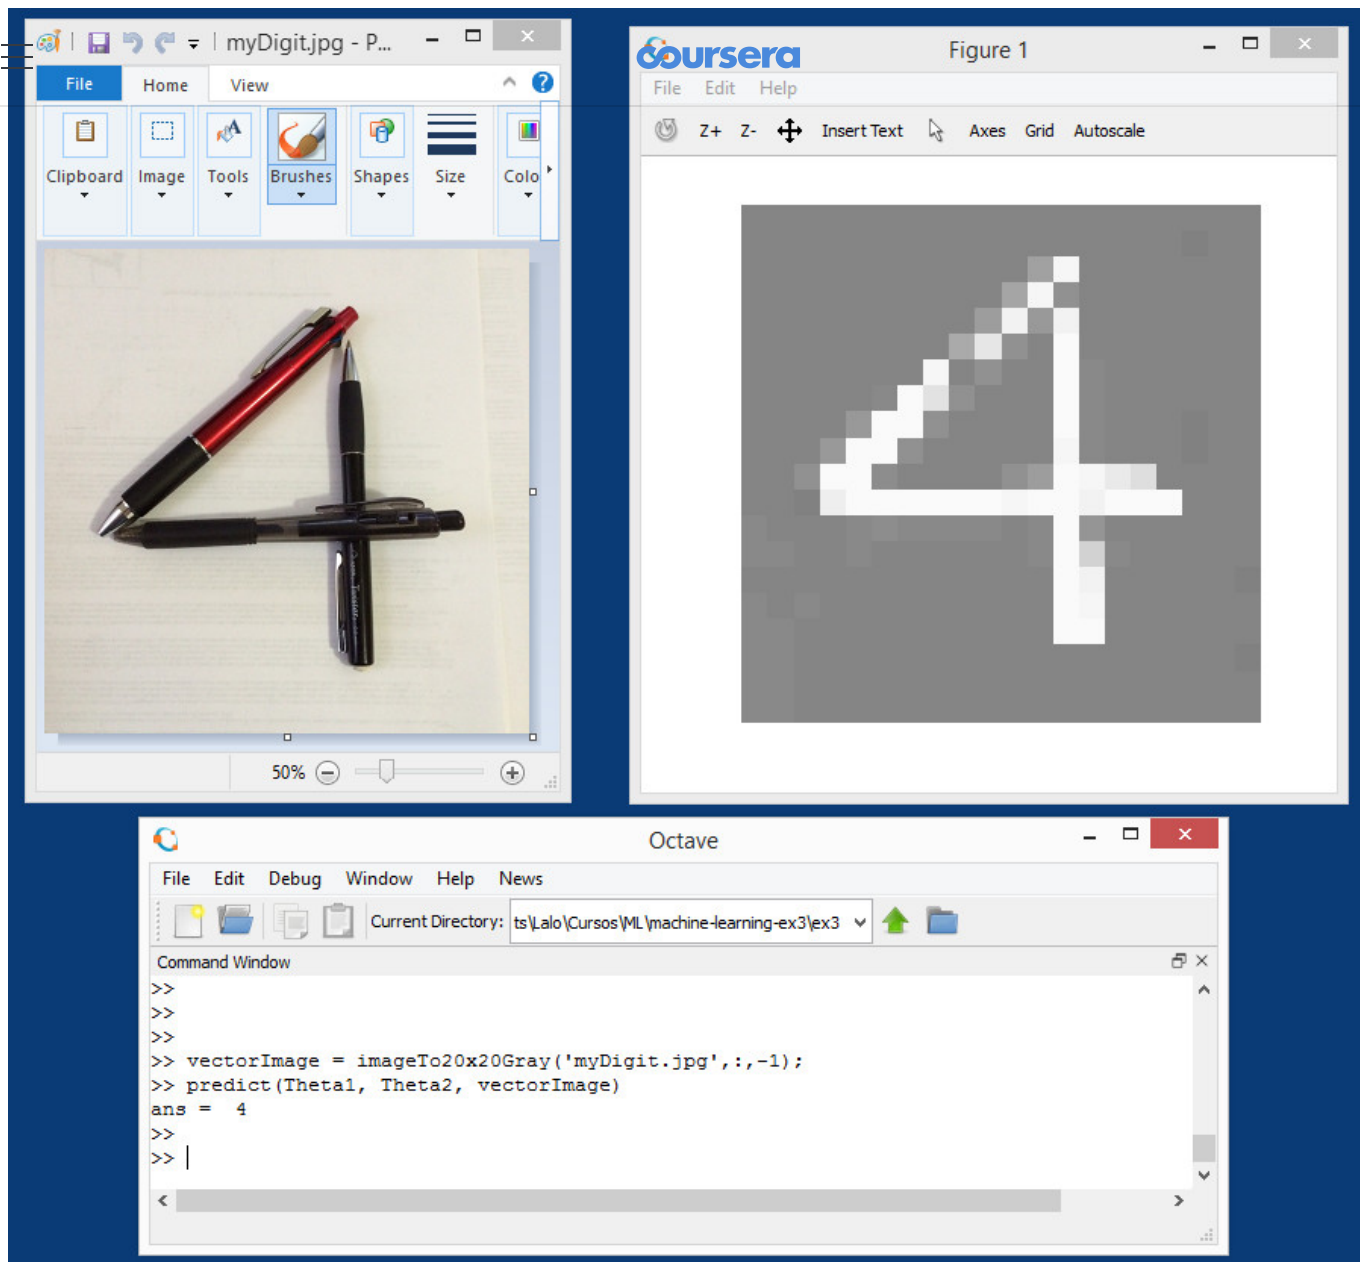 myDigit.jpg - P...
File Home View
Clipboard Image Tools Brushes Shapes Size Colo
50%
coursera
Figure 1
File Edit Help
Z+ Z- Insert Text Axes Grid Autoscale
Octave
File Edit Debug Window Help News
Current Directory: ts\Lalo\Cursos\ML\machine-learning-ex3\ex3
Command Window
>>
>>
>>
>> vectorImage = imageTo20x20Gray('myDigit.jpg',:,-1);
>> predict(Theta1, Theta2, vectorImage)
ans =  4
>>
>>